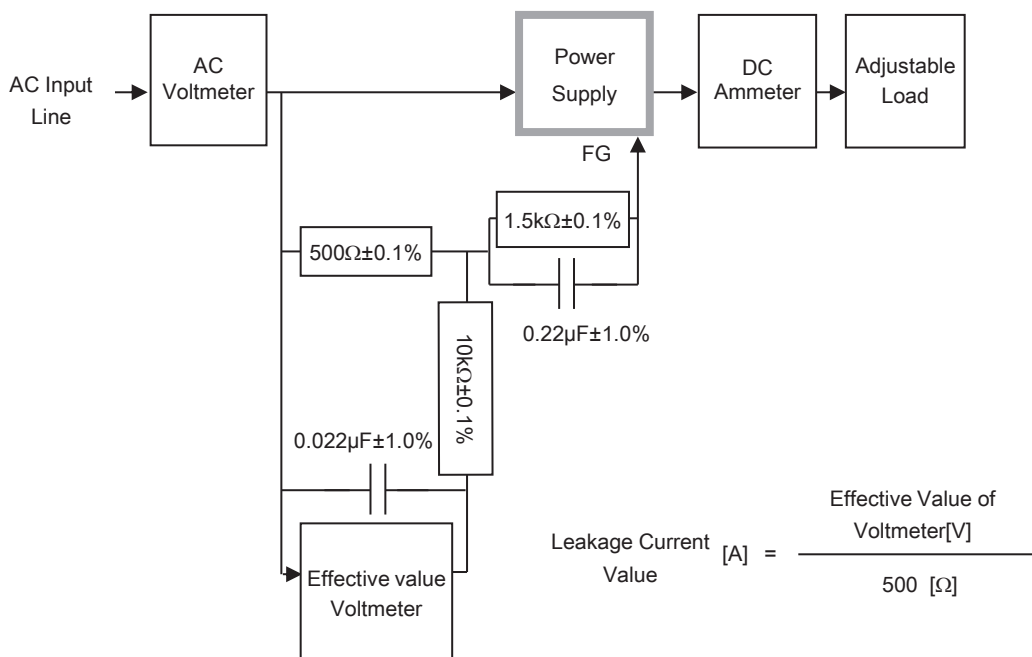 AC Input
Line
AC
Voltmeter
Power
Supply
DC
Ammeter
Adjustable
Load
FG
1.5kΩ±0.1%
500Ω±0.1%
0.22µF±1.0%
10kΩ±0.1%
0.022µF±1.0%
Effective value
Voltmeter
Leakage Current
Value
[A] =
Effective Value of
Voltmeter[V]
500 [Ω]